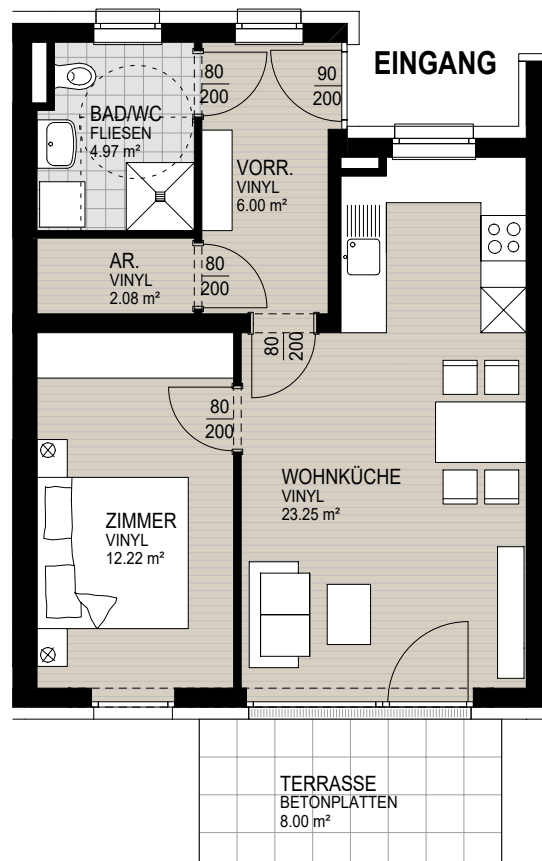 EINGANG
80
200
90
200
BAD/WC
FLIESEN
4.97 m²
VORR.
VINYL
6.00 m²
AR.
VINYL
2.08 m²
80
200
80
200
80
200
WOHNKÜCHE
VINYL
23.25 m²
ZIMMER
VINYL
12.22 m²
TERRASSE
BETONPLATTEN
8.00 m²